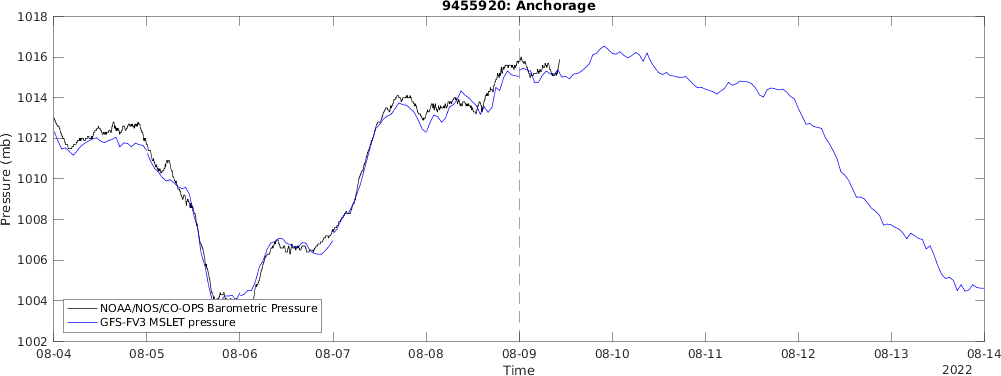 9455920: Anchorage
1018
1016
1014
1012
1010
1008
1006
1004
1002
Pressure (mb)
NOAA/NOS/CO-OPS Barometric Pressure
GFS-FV3 MSLET pressure
08-04 08-05 08-06 08-07 08-08 08-09 08-10 08-11 08-12 08-13 08-14
Time
2022